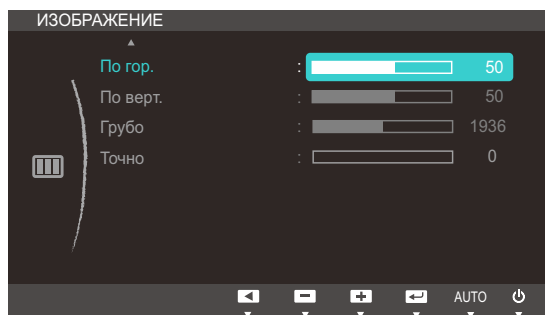 ИЗОБРАЖЕНИЕ
По гор. : 50
По верт. : 50
Грубо : 1936
Точно : 0
AUTO